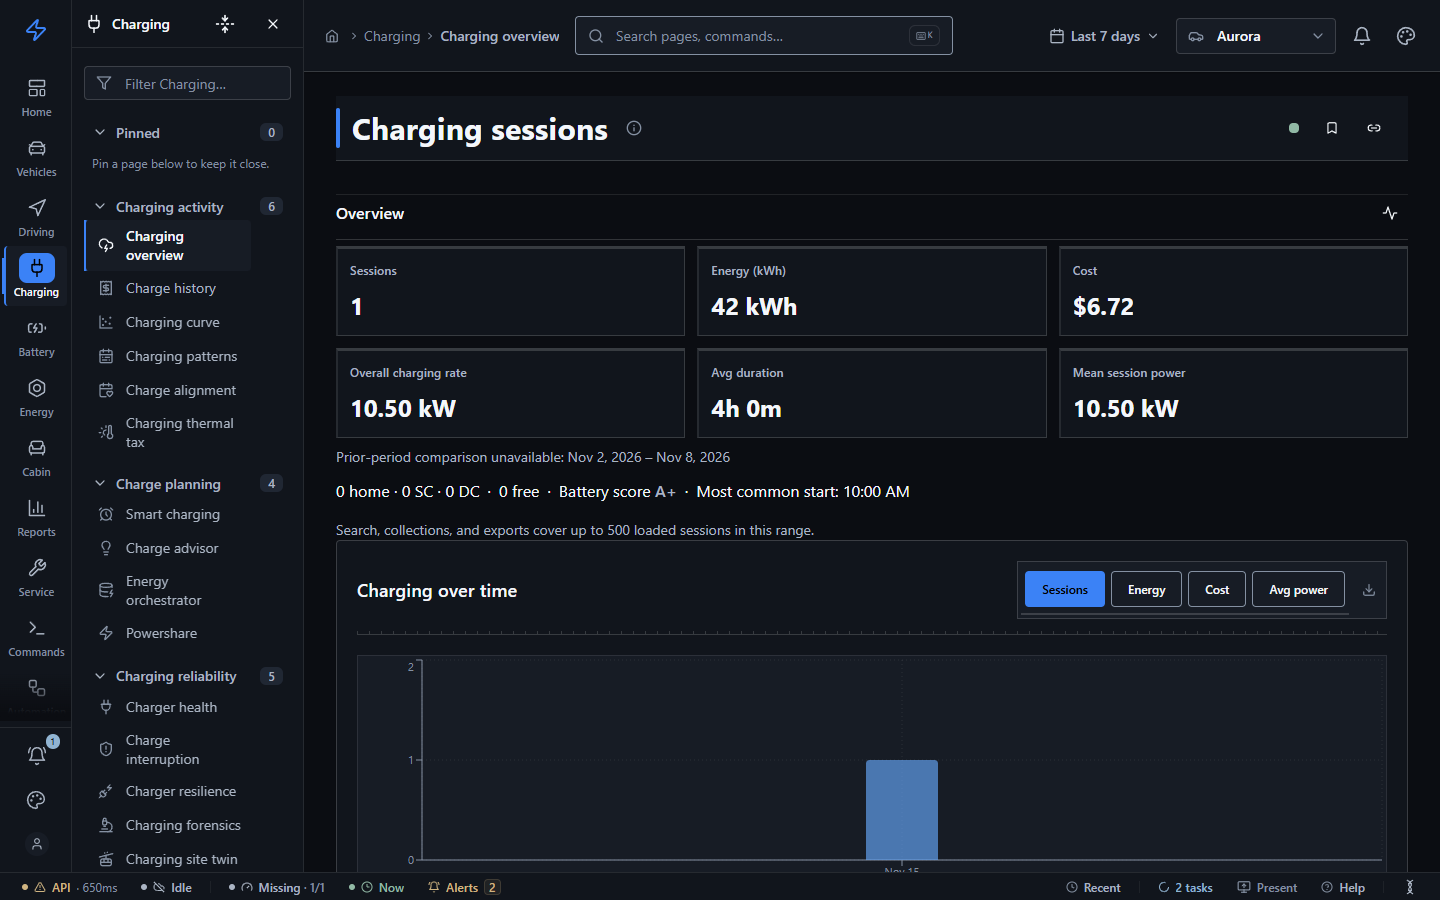 Charging
Charging
Charging overview
Search pages, commands...
K
Last 7 days
Aurora
Home
Vehicles
Driving
Charging
Battery
Energy
Cabin
Reports
Service
Commands
1
Filter Charging...
Pinned
0
Pin a page below to keep it close.
Charging activity
6
Charging
overview
Charge history
Charging curve
Charging patterns
Charge alignment
Charging thermal
tax
Charge planning
4
Smart charging
Charge advisor
Energy
orchestrator
Powershare
Charging reliability
5
Charger health
Charge
interruption
Charger resilience
Charging forensics
Charging site twin
Charging sessions
Overview
Sessions
1
Energy (kWh)
42 kWh
Cost
$6.72
Overall charging rate
10.50 kW
Avg duration
4h 0m
Mean session power
10.50 kW
Prior-period comparison unavailable: Nov 2, 2026 – Nov 8, 2026
0 home · 0 SC · 0 DC · 0 free · Battery score A+ · Most common start: 10:00 AM
Search, collections, and exports cover up to 500 loaded sessions in this range.
Charging over time
Sessions
Energy
Cost
Avg power
2
1
0
Nov 15
API · 650ms
Idle
Missing · 1/1
Now
Alerts 2
Recent
2 tasks
Present
Help